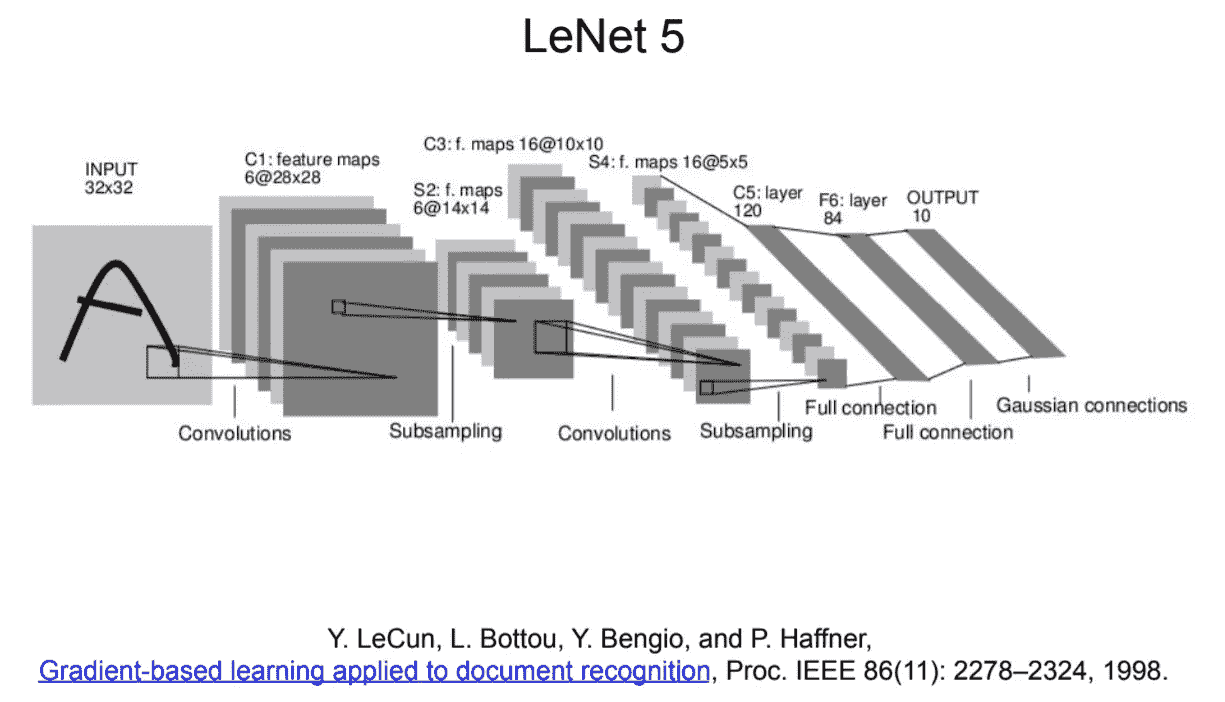 LeNet 5
INPUT
32x32
C1: feature maps
6@28x28
S2: f. maps
6@14x14
C3: f. maps 16@10x10
S4: f. maps 16@5x5
C5: layer
120
F6: layer
84
OUTPUT
10
Convolutions
Subsampling
Convolutions
Subsampling
Full connection
Full connection
Gaussian connections
Y. LeCun, L. Bottou, Y. Bengio, and P. Haffner,
Gradient-based learning applied to document recognition, Proc. IEEE 86(11): 2278–2324, 1998.